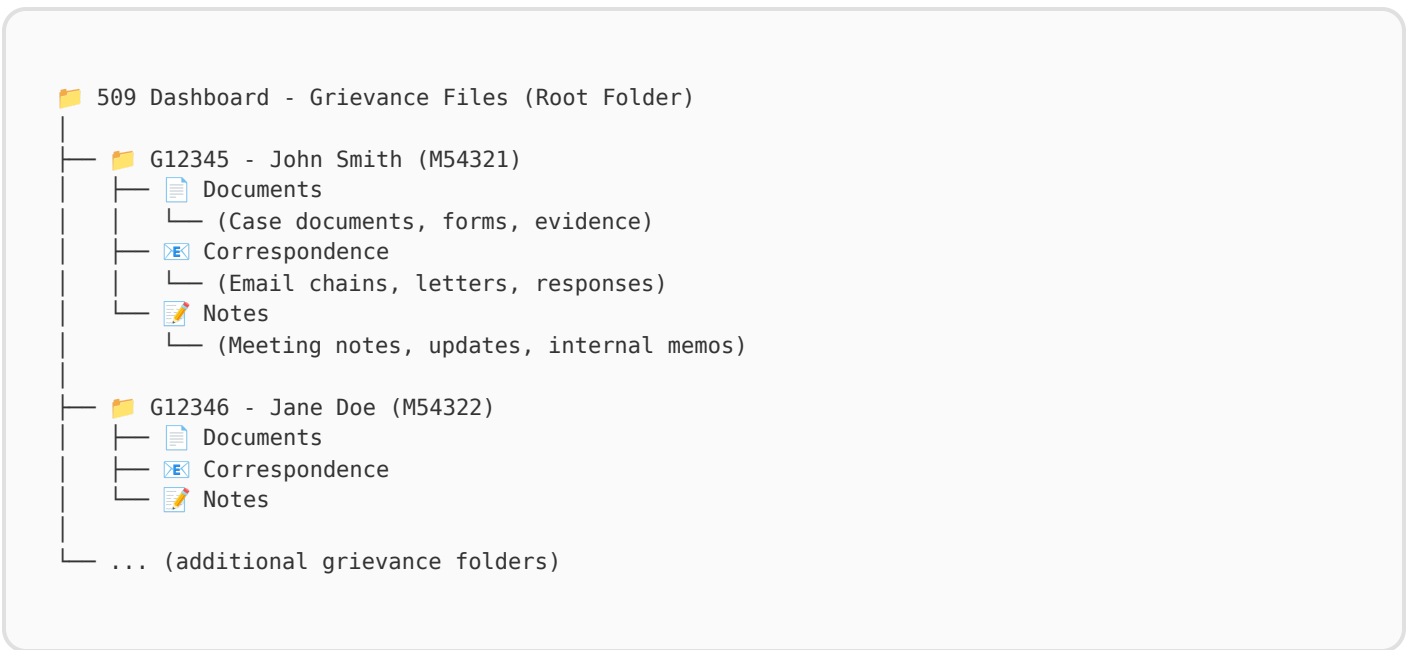 📁 509 Dashboard - Grievance Files (Root Folder)
│
├── 📁 G12345 - John Smith (M54321)
│   ├── 📄 Documents
│   │   └── (Case documents, forms, evidence)
│   ├── 📧 Correspondence
│   │   └── (Email chains, letters, responses)
│   └── 📝 Notes
│       └── (Meeting notes, updates, internal memos)
│
├── 📁 G12346 - Jane Doe (M54322)
│   ├── 📄 Documents
│   ├── 📧 Correspondence
│   └── 📝 Notes
│
└── ... (additional grievance folders)